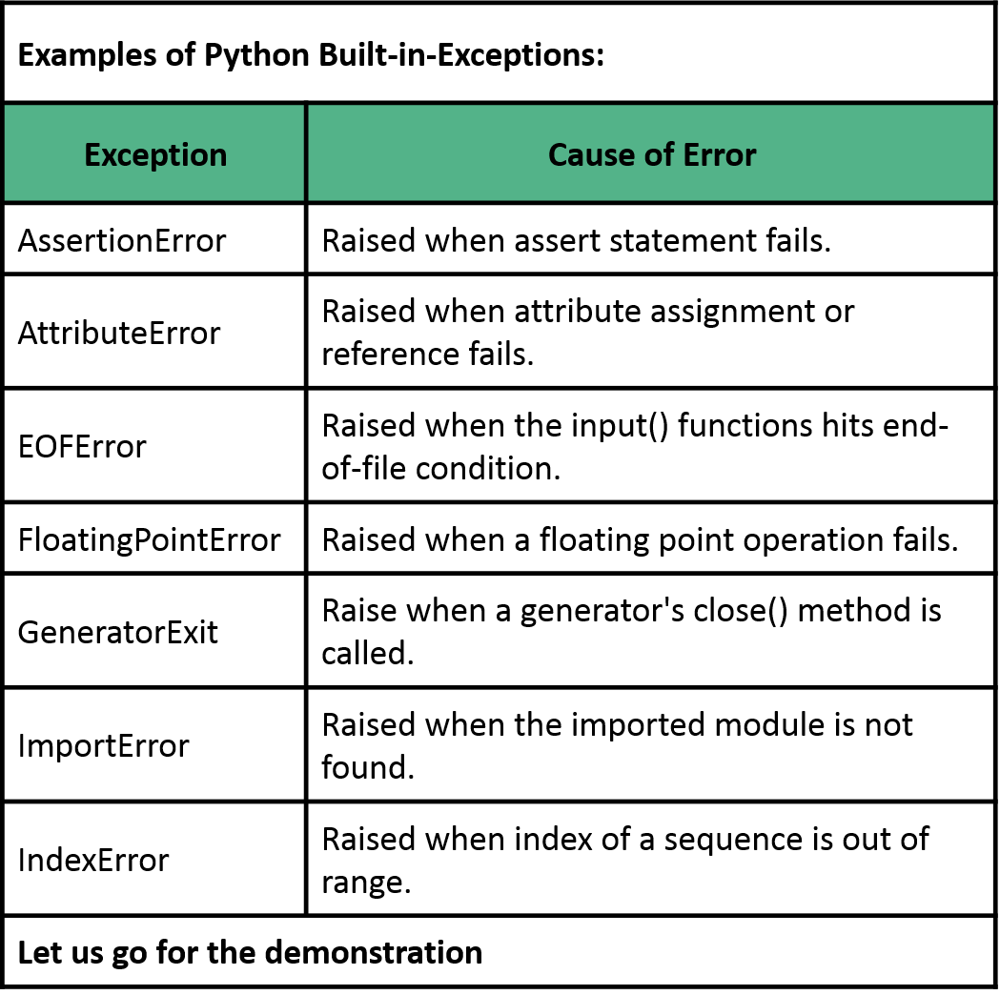 Examples of Python Built-in-Exceptions:
Exception
Cause of Error
AssertionError
Raised when assert statement fails.
AttributeError
Raised when attribute assignment or
reference fails.
EOFError
Raised when the input() functions hits end-
of-file condition.
FloatingPointError
Raised when a floating point operation fails.
GeneratorExit
Raise when a generator's close() method is
called.
ImportError
Raised when the imported module is not
found.
IndexError
Raised when index of a sequence is out of
range.
Let us go for the demonstration